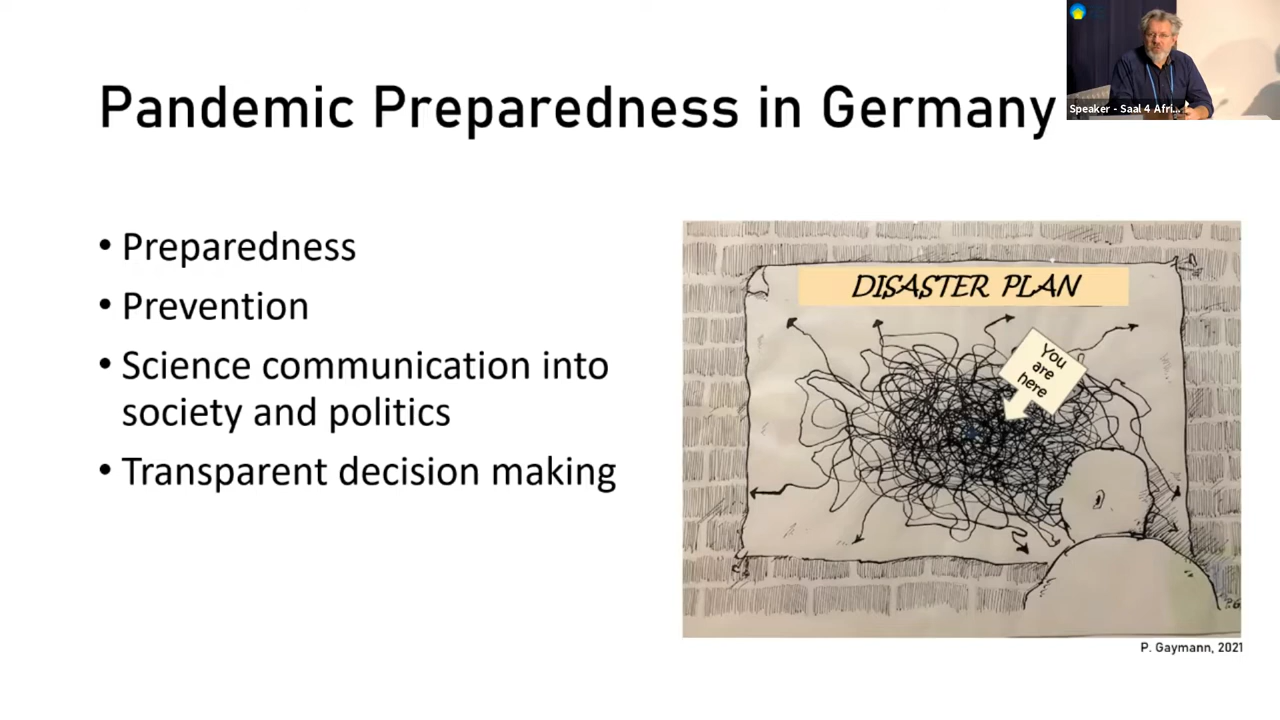 Pandemic Preparedness in Germany
Speaker - Saal 4 Afri...
• Preparedness
• Prevention
• Science communication into
society and politics
• Transparent decision making
DISASTER PLAN
You
are
here
P. Gaymann, 2021